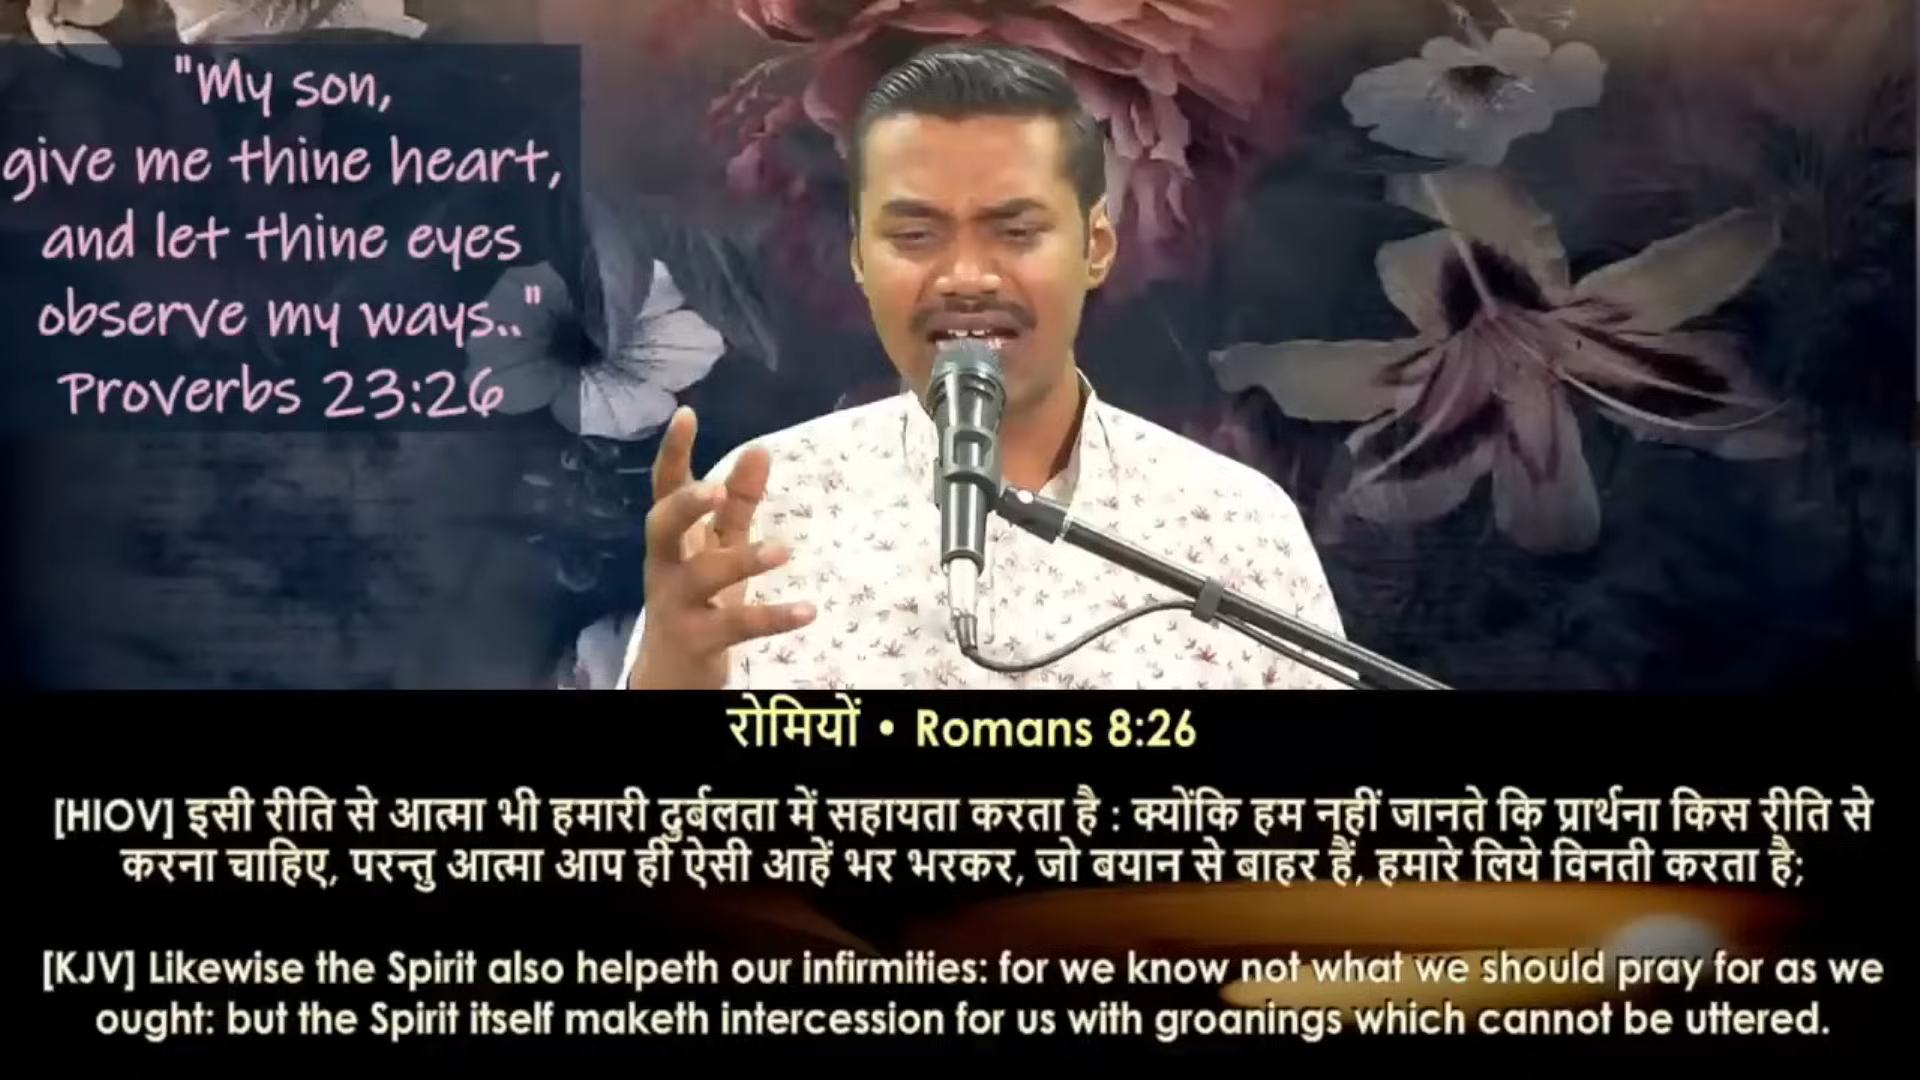 "My son,
give me thine heart,
and let thine eyes
observe my ways.."
Proverbs 23:26
रोमियों • Romans 8:26
[HIOV] इसी रीति से आत्मा भी हमारी दुर्बलता में सहायता करता है : क्योंकि हम नहीं जानते कि प्रार्थना किस रीति से
करना चाहिए, परन्तु आत्मा आप ही ऐसी आहें भर भरकर, जो बयान से बाहर हैं, हमारे लिये विनती करता है;
[KJV] Likewise the Spirit also helpeth our infirmities: for we know not what we should pray for as we
ought: but the Spirit itself maketh intercession for us with groanings which cannot be uttered.